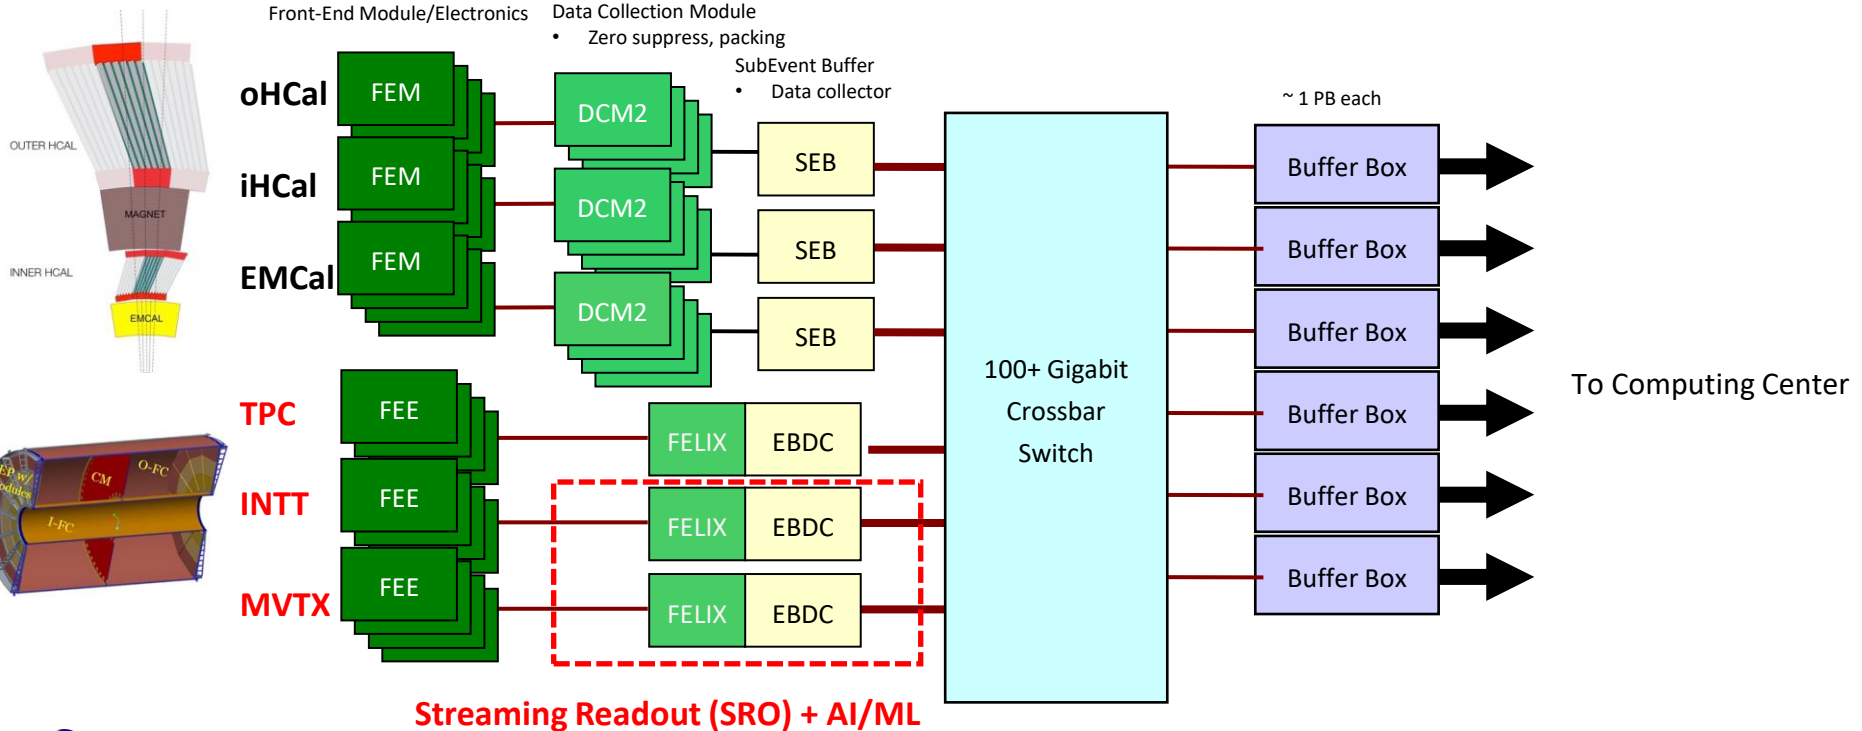 Front-End Module/Electronics
Data Collection Module
• Zero suppress, packing
SubEvent Buffer
• Data collector
~ 1 PB each
OUTER HCAL
MAGNET
INNER HCAL
EMCAL
oHCal
FEM
DCM2
SEB
Buffer Box
iHCal
FEM
DCM2
SEB
Buffer Box
EMCal
FEM
DCM2
SEB
Buffer Box
100+ Gigabit
Crossbar
Switch
To Computing Center
TPC
FEE
FELIX
EBDC
Buffer Box
INTT
FEE
FELIX
EBDC
Buffer Box
MVTX
FEE
FELIX
EBDC
Buffer Box
EP w/
CM
O-FC
I-FC
Streaming Readout (SRO) + AI/ML